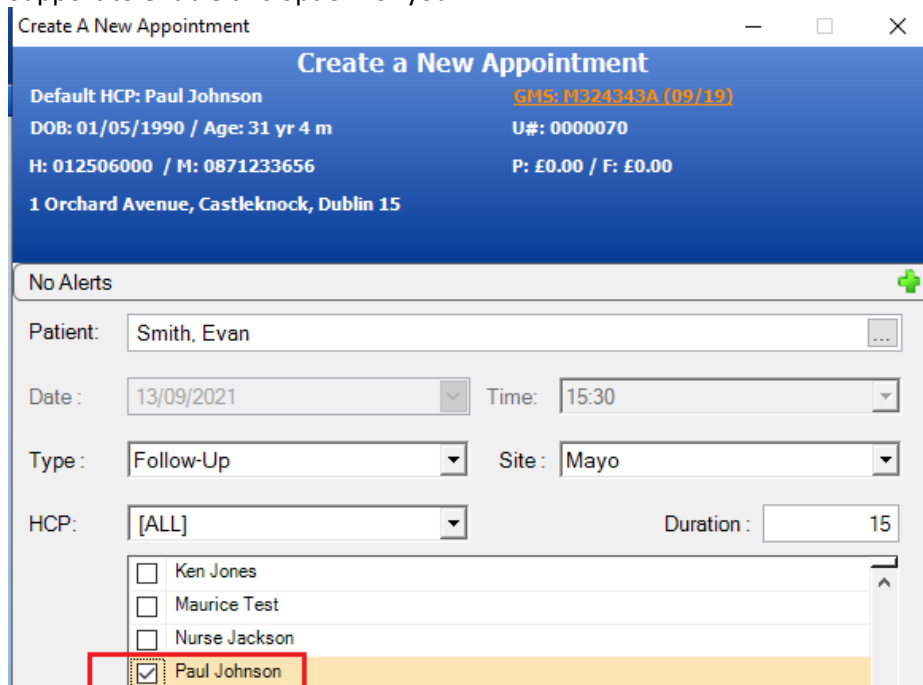 Create A New Appointment
Create a New Appointment
Default HCP: Paul Johnson GMS: M324343A (09/19)
DOB: 01/05/1990 / Age: 31 yr 4 m U#: 0000070
H: 012506000 / M: 0871233656 P: £0.00 / F: £0.00
1 Orchard Avenue, Castleknock, Dublin 15
No Alerts
Patient: Smith, Evan ...
Date : 13/09/2021 Time: 15:30
Type : Follow-Up Site : Mayo
HCP: [ALL] Duration : 15
Ken Jones
Maurice Test
Nurse Jackson
Paul Johnson